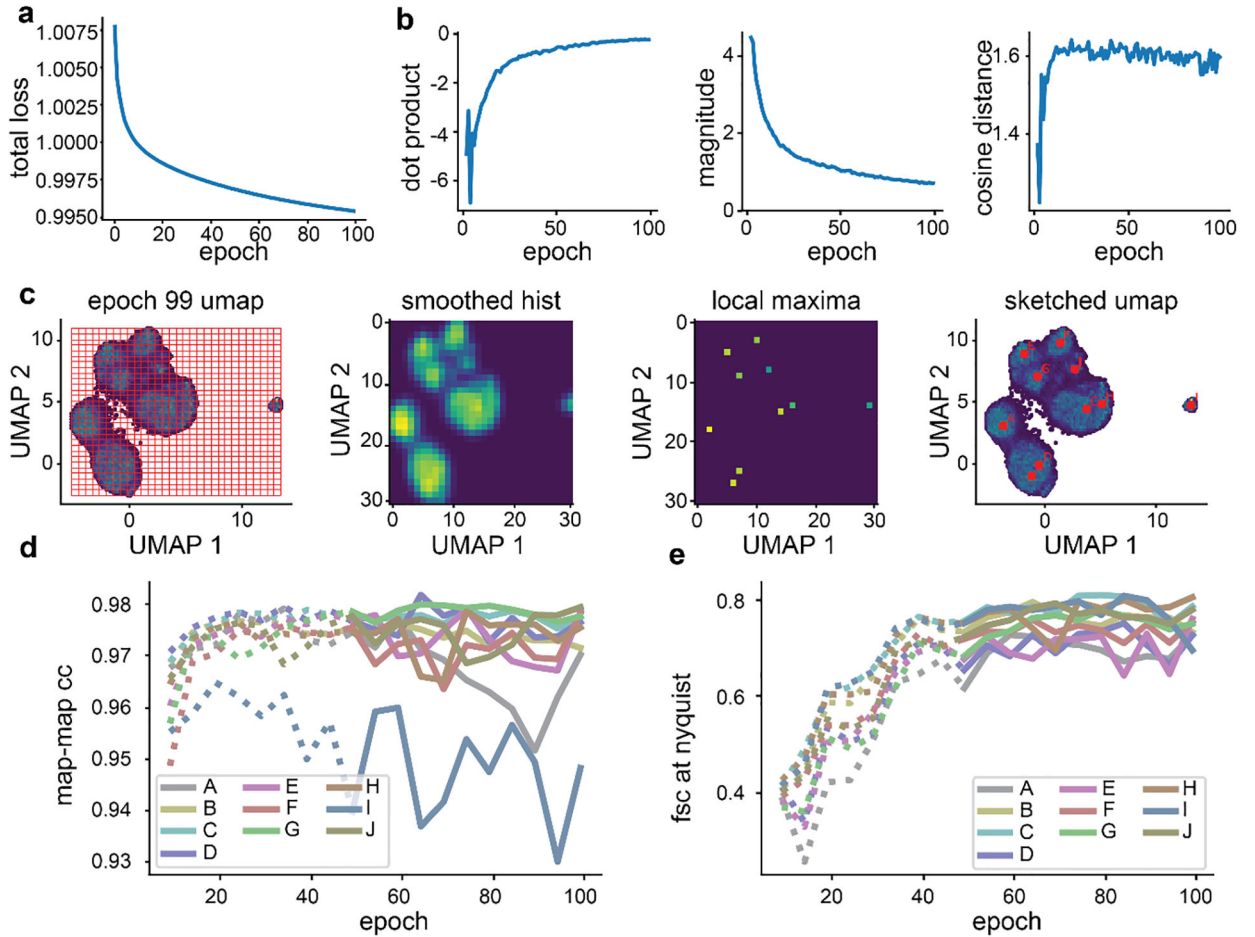 a
total loss
1.0075
1.0050
1.0025
1.0000
0.9975
0.9950
0 20 40 60 80 100
epoch
b
dot product
0
-2
-4
-6
0 50 100
epoch
magnitude
4
2
0
0 50 100
epoch
cosine distance
1.6
1.4
0 50 100
epoch
c
epoch 99 umap
UMAP 2
10
5
0
0 10
UMAP 1
smoothed hist
UMAP 2
0
10
20
30
0 10 20 30
UMAP 1
local maxima
UMAP 2
0
10
20
30
0 10 20 30
UMAP 1
sketched umap
UMAP 2
10
5
0
0 10
UMAP 1
d
map-map cc
0.98
0.97
0.96
0.95
0.94
0.93
A E H
B F I
C G J
D
20 40 60 80 100
epoch
e
fsc at nyquist
0.8
0.6
0.4
A E H
B F I
C G J
D
20 40 60 80 100
epoch